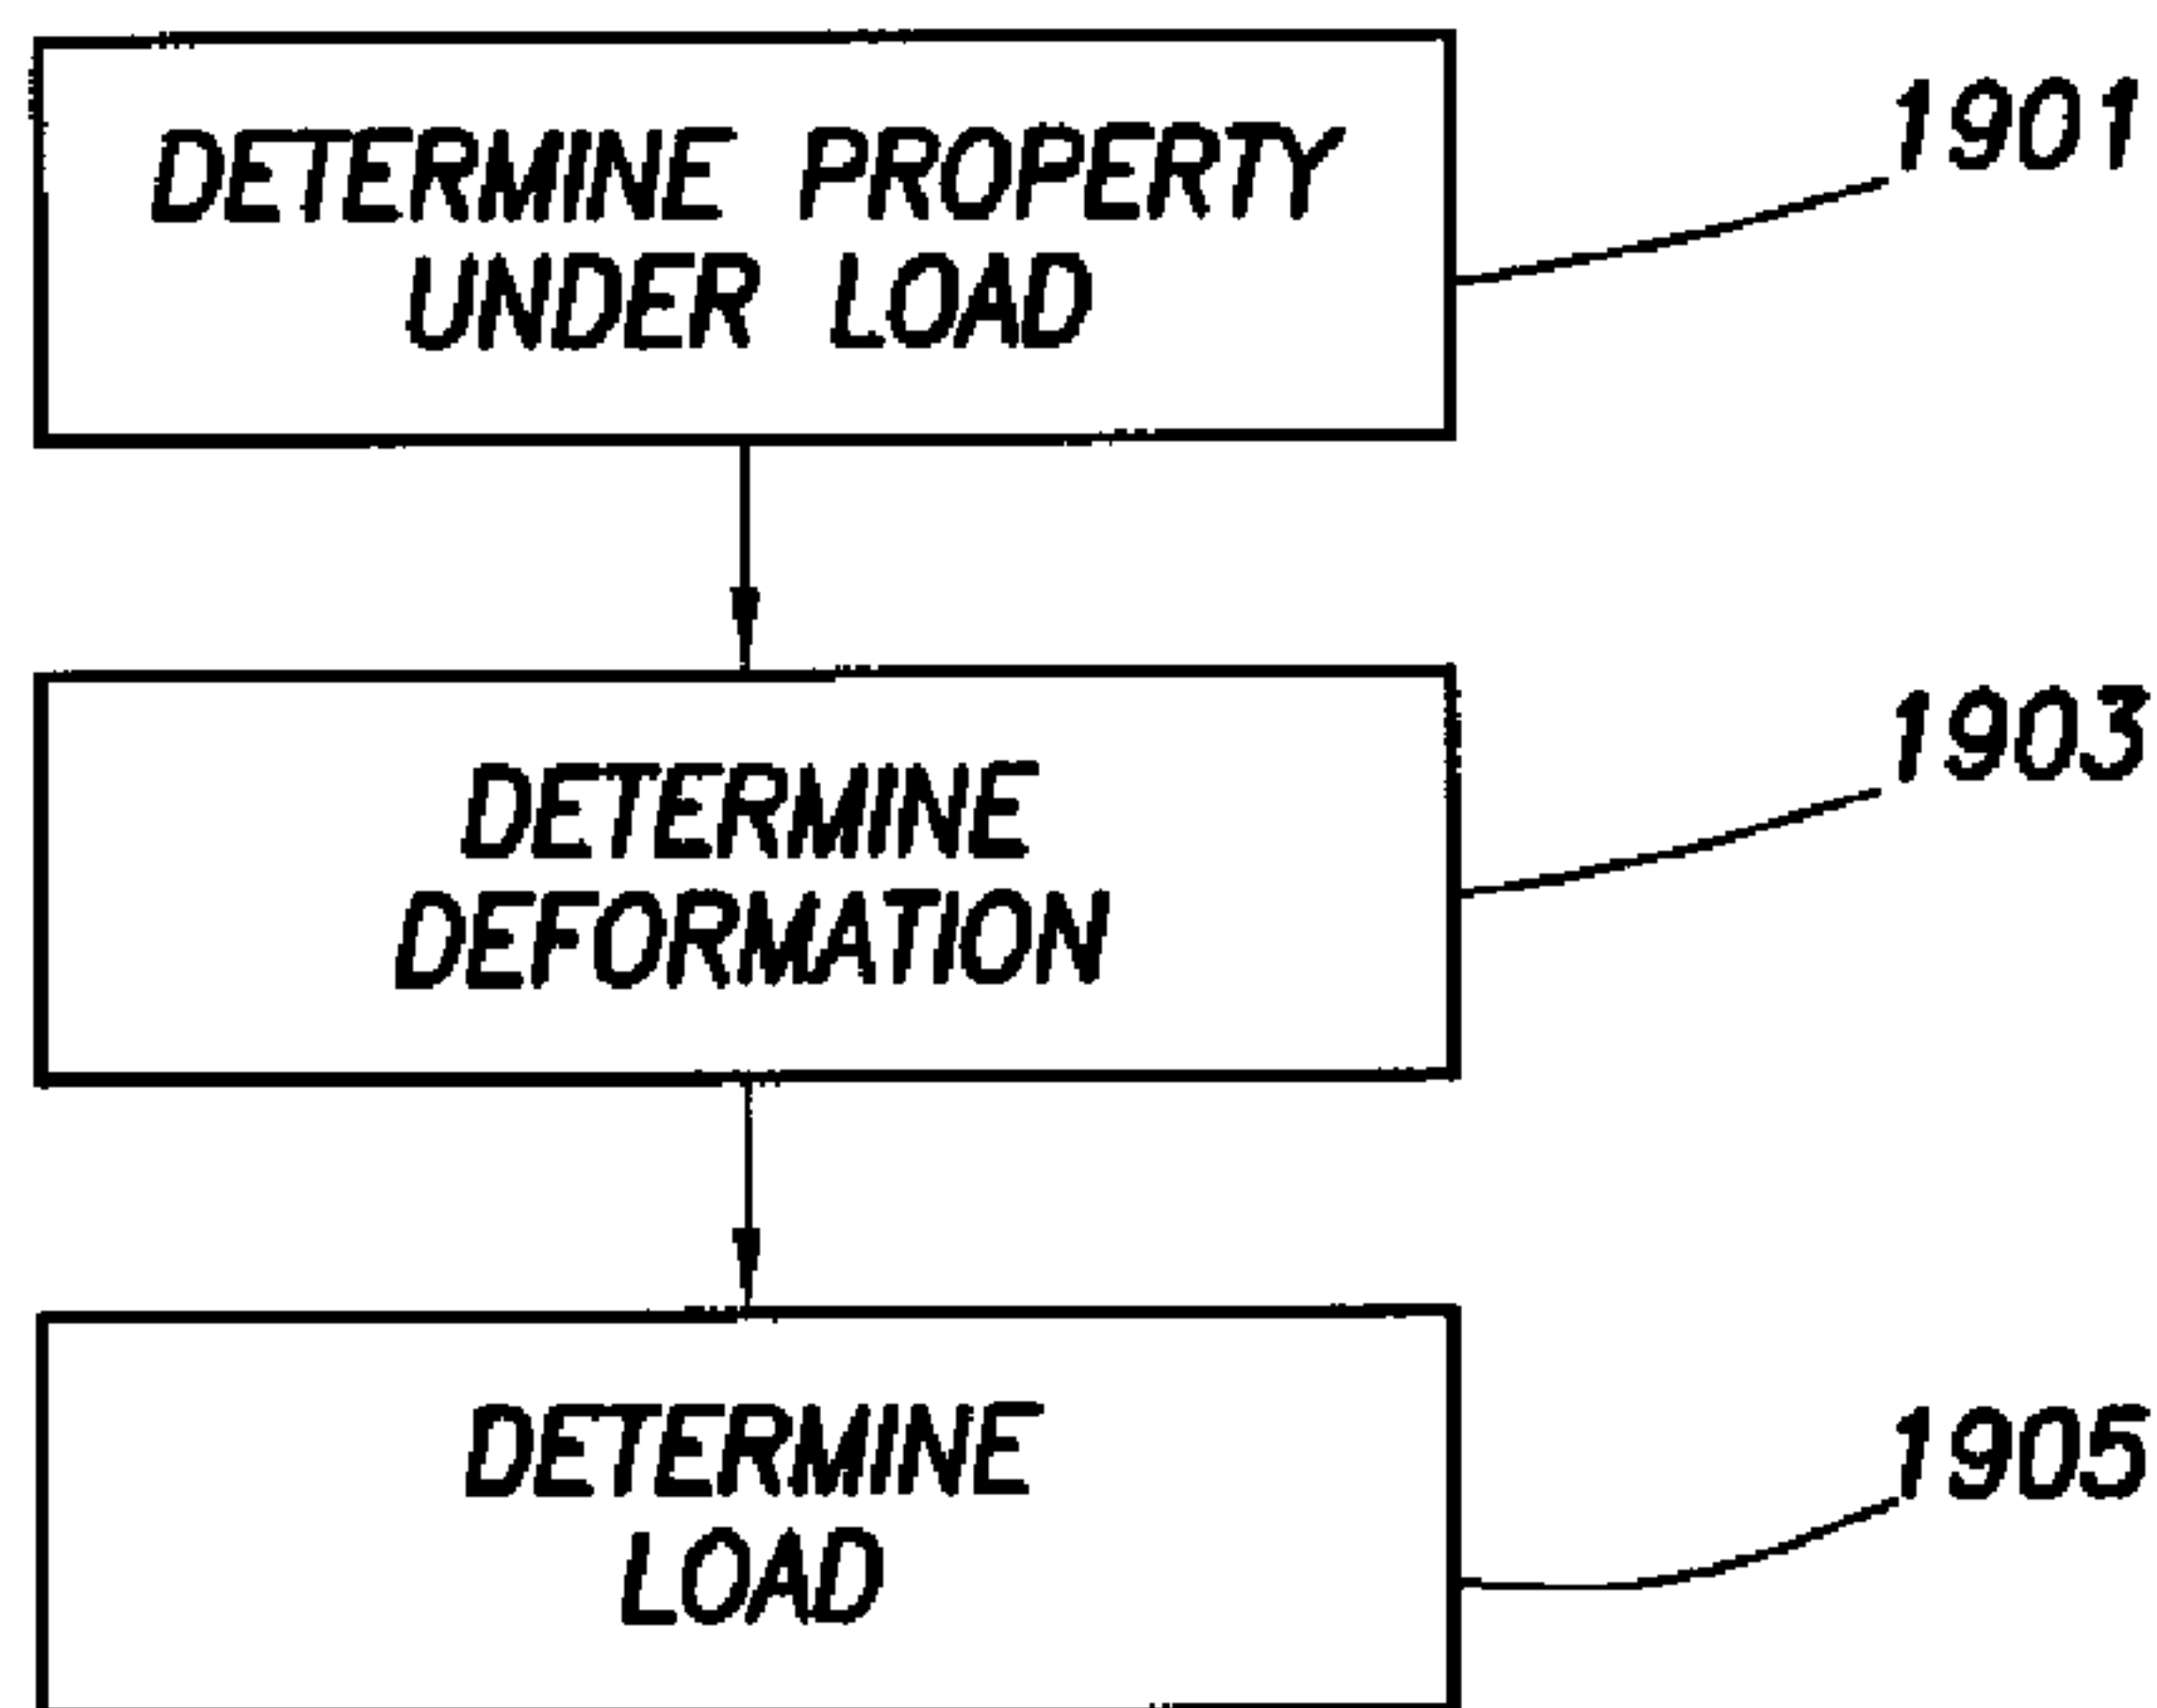 DETERMINE PROPERTY
UNDER LOAD
1901
DETERMINE
DEFORMATION
1903
DETERMINE
LOAD
1905